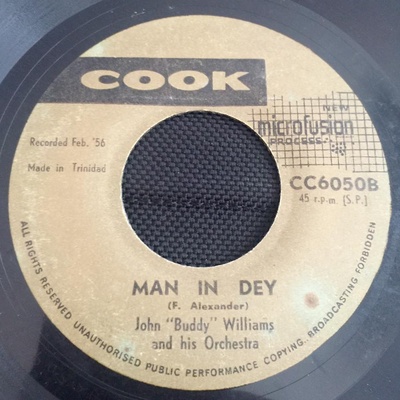 COOK
NEW
microfusion
PROCESS
Recorded Feb. '56
Made in Trinidad
CC6050B
45 r.p.m. [S.P.]
MAN IN DEY
(F. Alexander)
John "Buddy" Williams
and his Orchestra
ALL RIGHTS RESERVED UNAUTHORISED PUBLIC PERFORMANCE COPYING, BROADCASTING FORBIDDEN